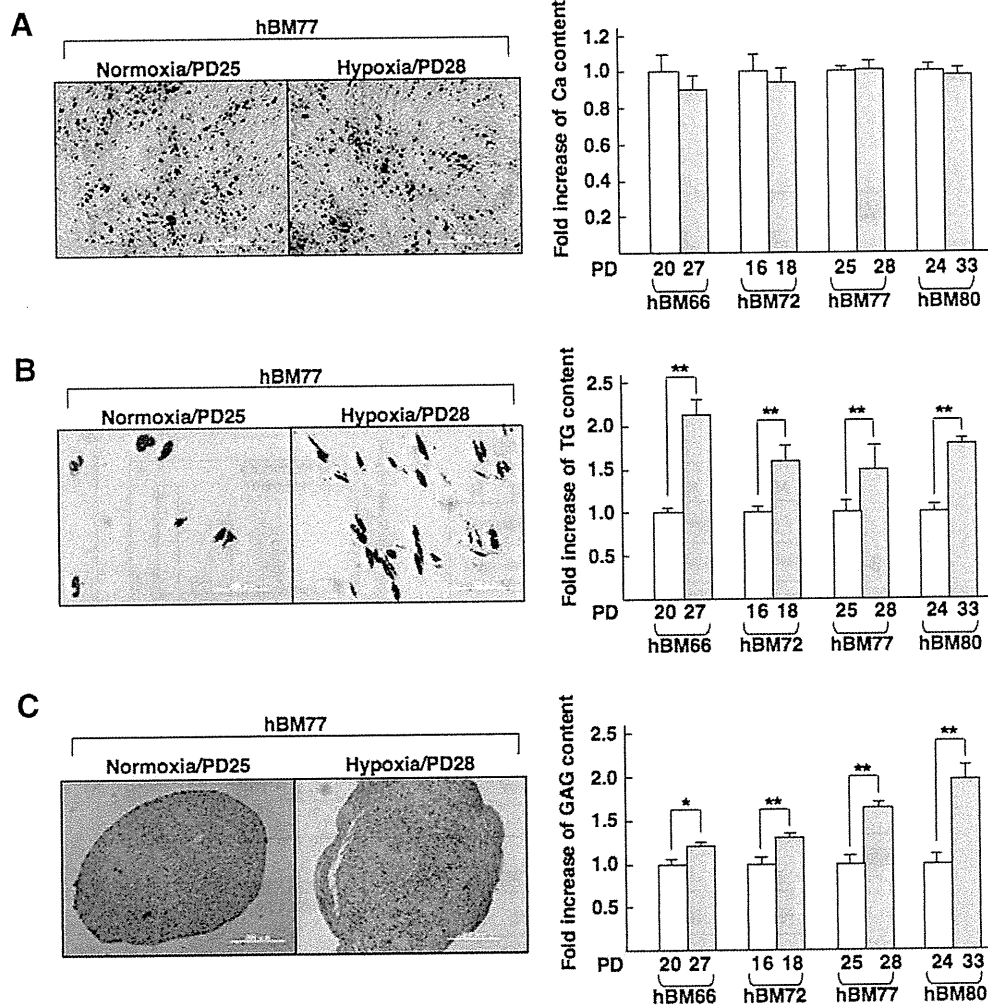 A
hBM77
Normoxia/PD25 Hypoxia/PD28
Fold increase of Ca content
1.2
1.0
0.8
0.6
0.4
0.2
PD 20 27 16 18 25 28 24 33
hBM66 hBM72 hBM77 hBM80
B
hBM77
Normoxia/PD25 Hypoxia/PD28
Fold increase of TG content
2.5
2.0
1.5
1.0
0.5
** ** ** **
PD 20 27 16 18 25 28 24 33
hBM66 hBM72 hBM77 hBM80
C
hBM77
Normoxia/PD25 Hypoxia/PD28
Fold increase of GAG content
2.5
2.0
1.5
1.0
0.5
* ** ** **
PD 20 27 16 18 25 28 24 33
hBM66 hBM72 hBM77 hBM80